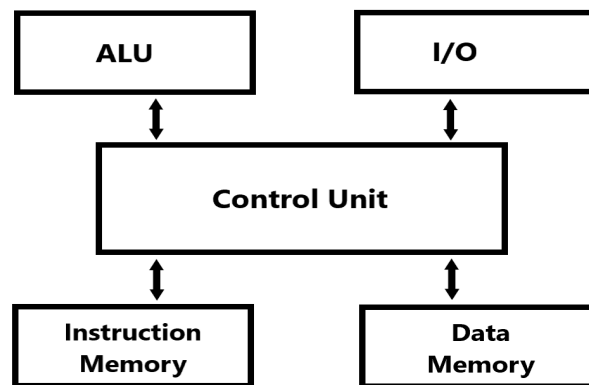 ALU
I/O
Control Unit
Instruction
Memory
Data
Memory